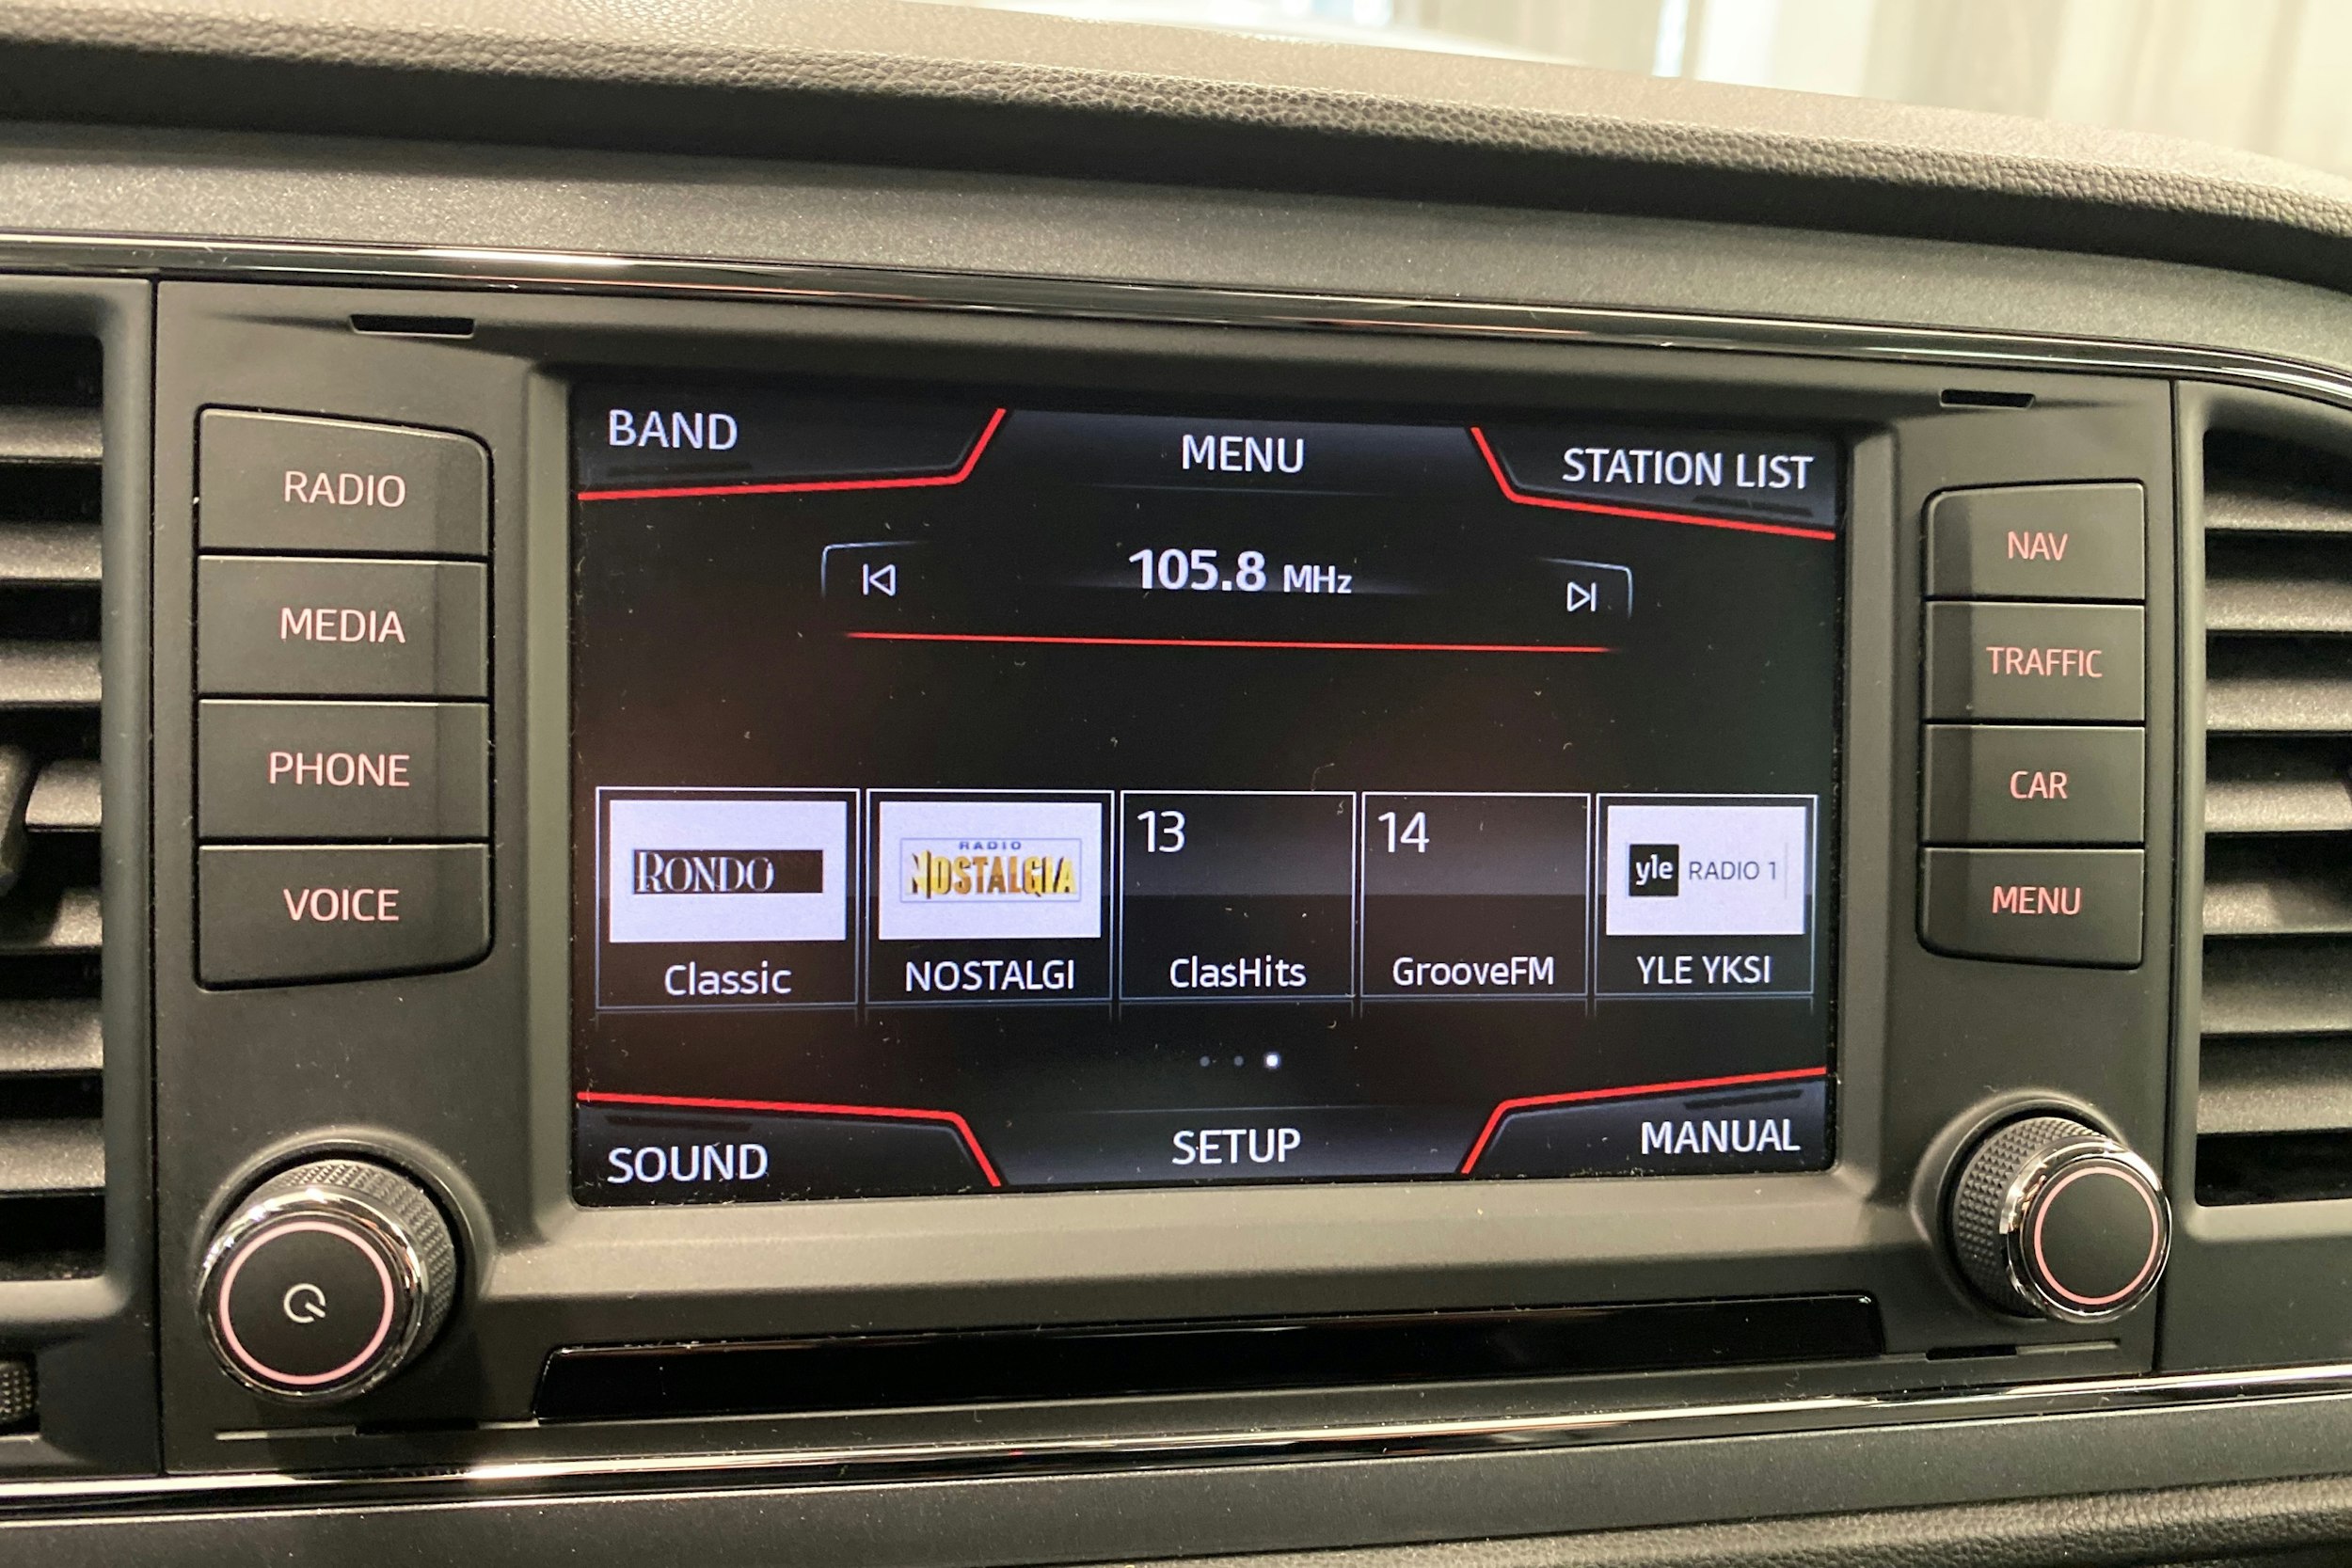 BAND
MENU
STATION LIST
105.8 MHz
RADIO
MEDIA
PHONE
VOICE
RONDO
Classic
RADIO
NOSTALGIA
NOSTALGI
13
ClasHits
14
GrooveFM
yle RADIO 1
YLE YKSI
SOUND
SETUP
MANUAL
NAV
TRAFFIC
CAR
MENU